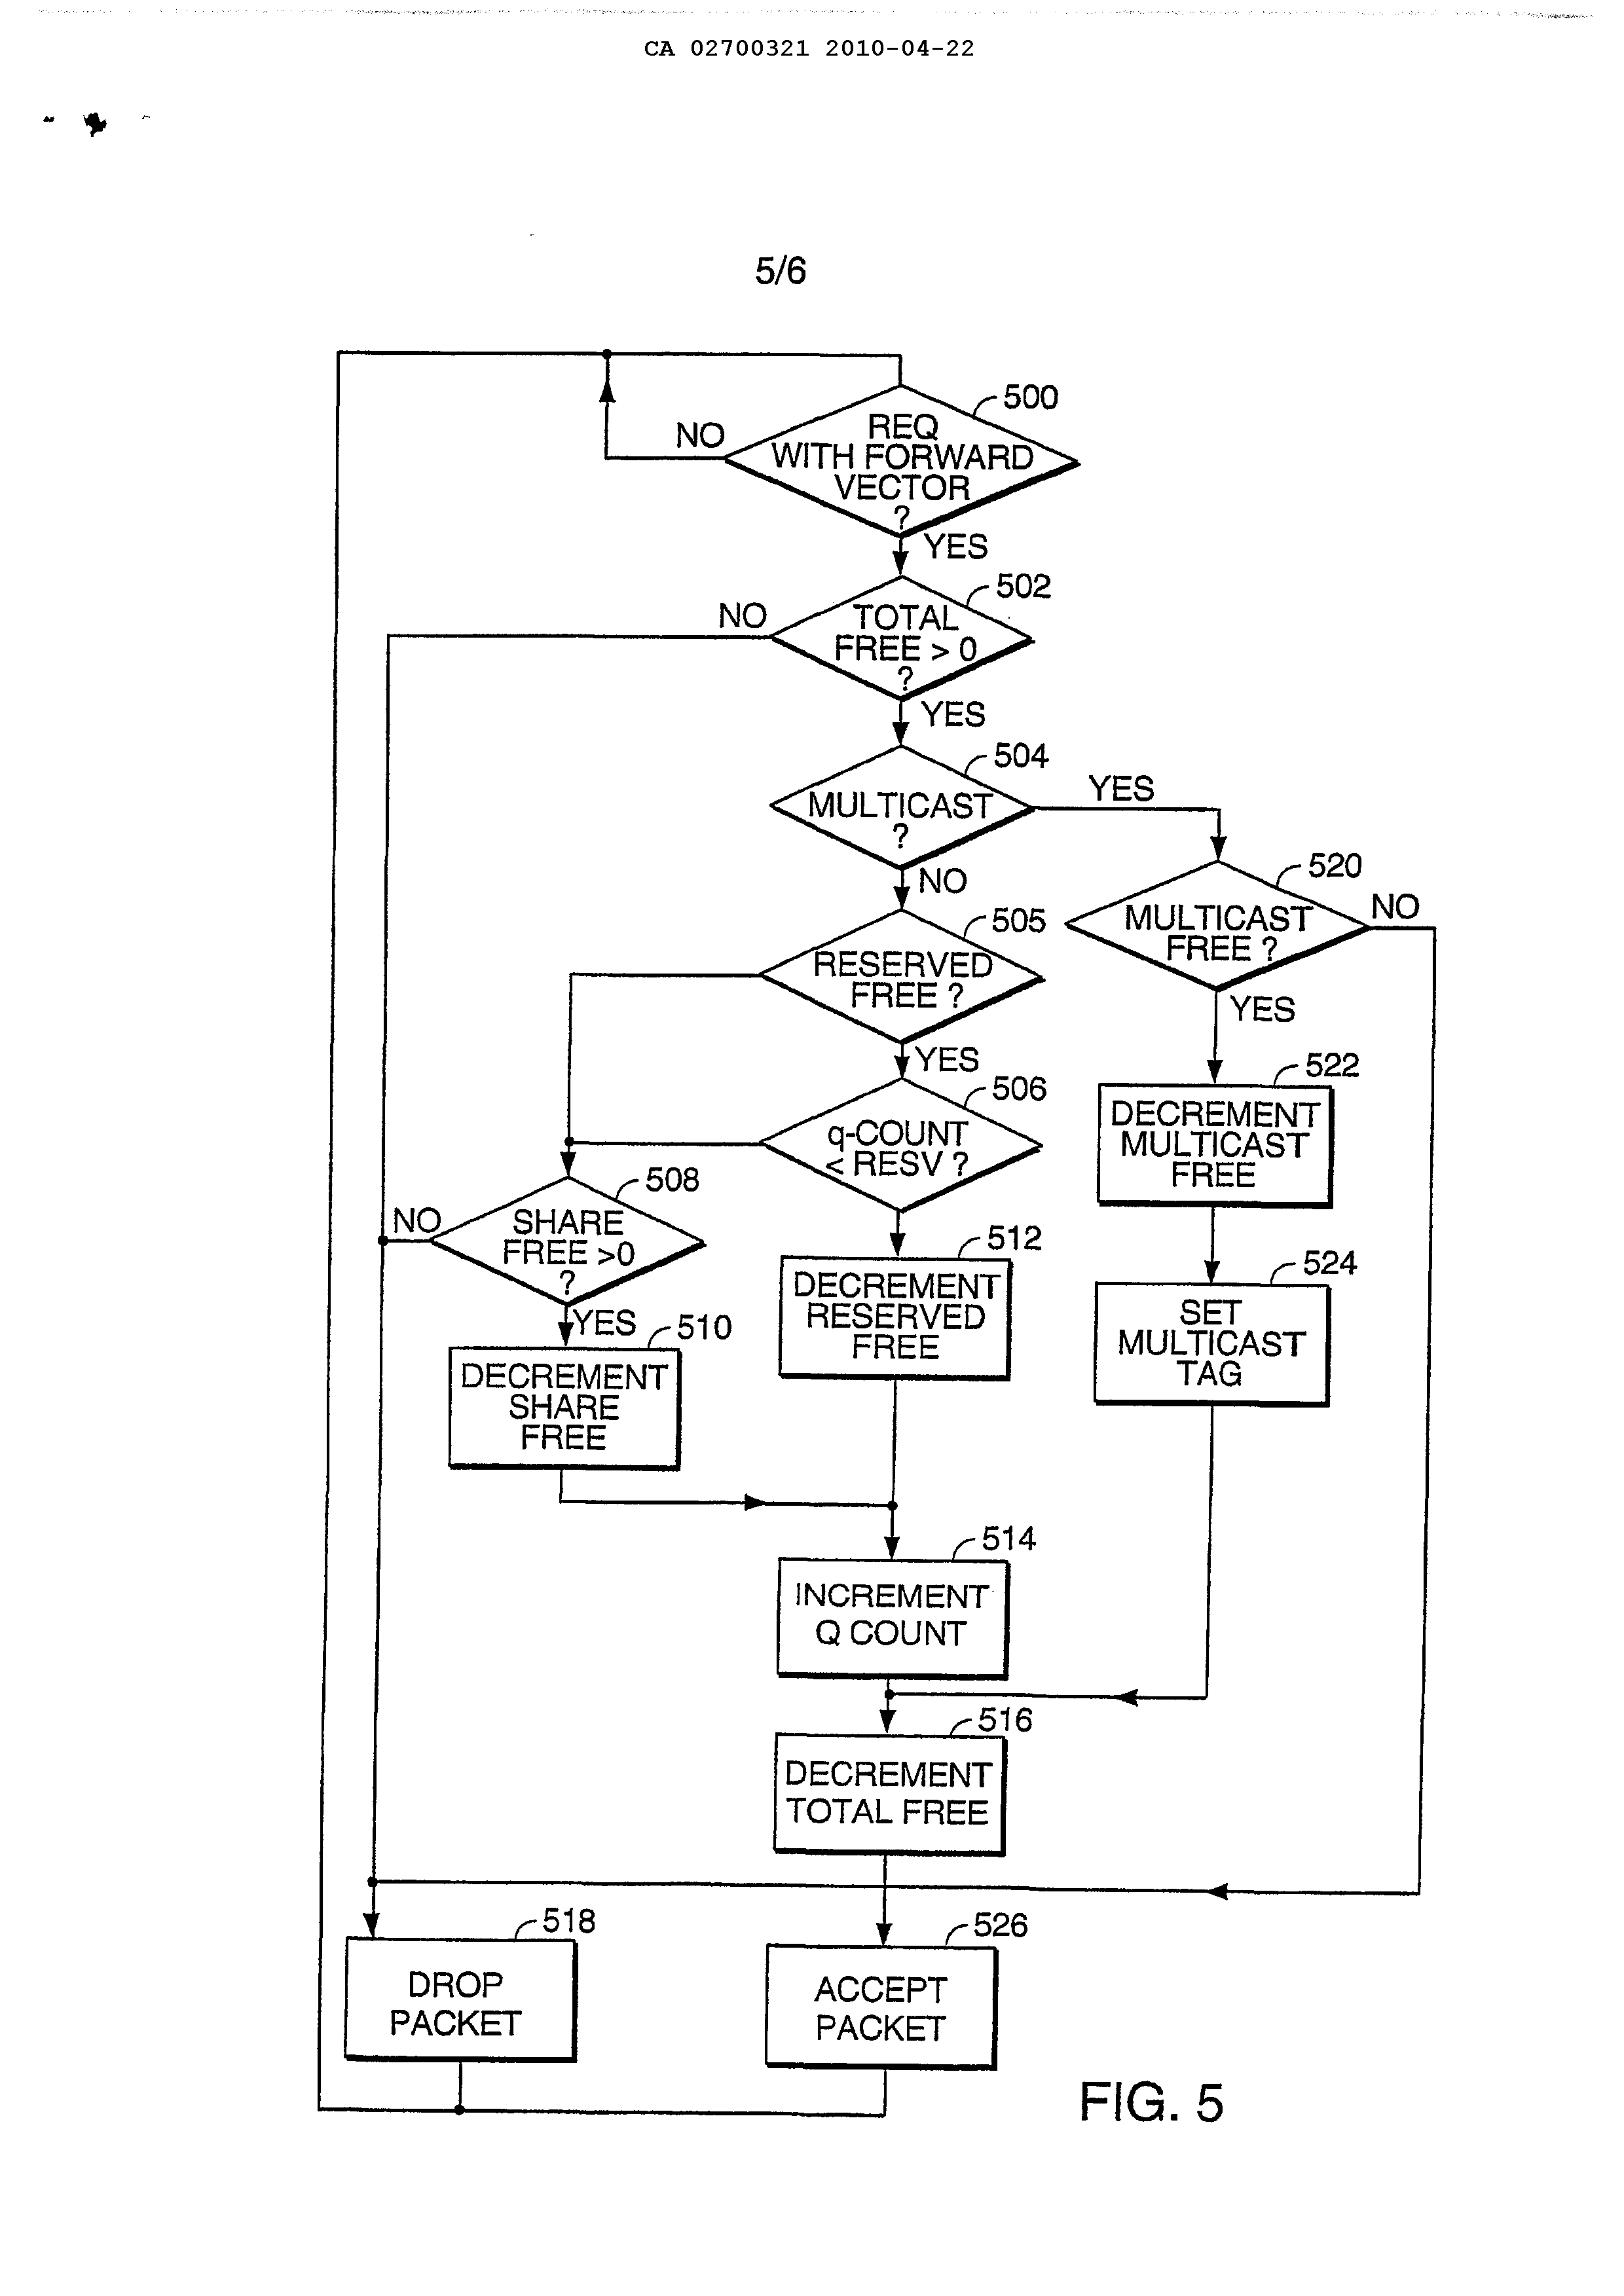 CA 02700321 2010-04-22
5/6
500
REQ
WITH FORWARD
VECTOR
?
NO
YES
502
TOTAL
FREE > 0
?
NO
YES
504
MULTICAST
?
YES
NO
520
MULTICAST
FREE ?
NO
YES
505
RESERVED
FREE ?
YES
506
q-COUNT
< RESV ?
522
DECREMENT
MULTICAST
FREE
508
SHARE
FREE >0
?
NO
YES
512
DECREMENT
RESERVED
FREE
524
SET
MULTICAST
TAG
510
DECREMENT
SHARE
FREE
514
INCREMENT
Q COUNT
516
DECREMENT
TOTAL FREE
518
DROP
PACKET
526
ACCEPT
PACKET
FIG. 5